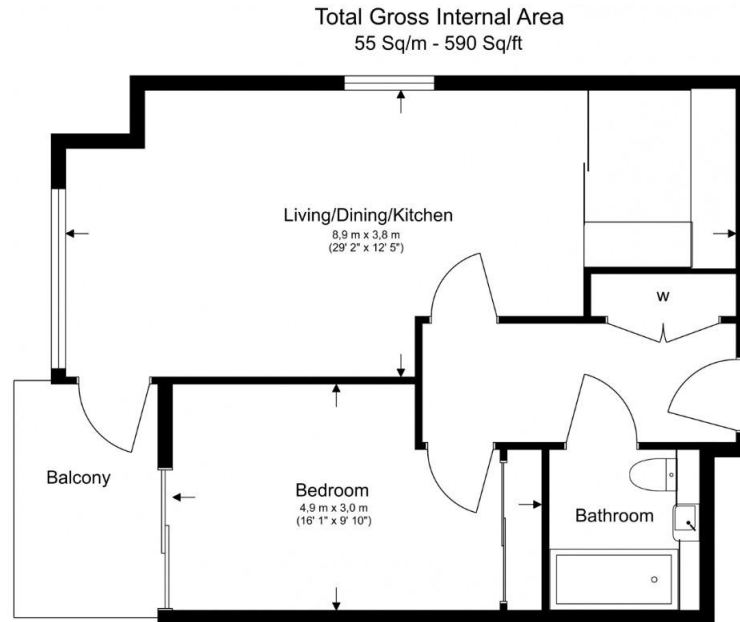 Total Gross Internal Area
55 Sq/m - 590 Sq/ft
Living/Dining/Kitchen
8,9 m x 3,8 m
(29' 2" x 12' 5")
W
Balcony
Bedroom
4,9 m x 3,0 m
(16' 1" x 9' 10")
Bathroom